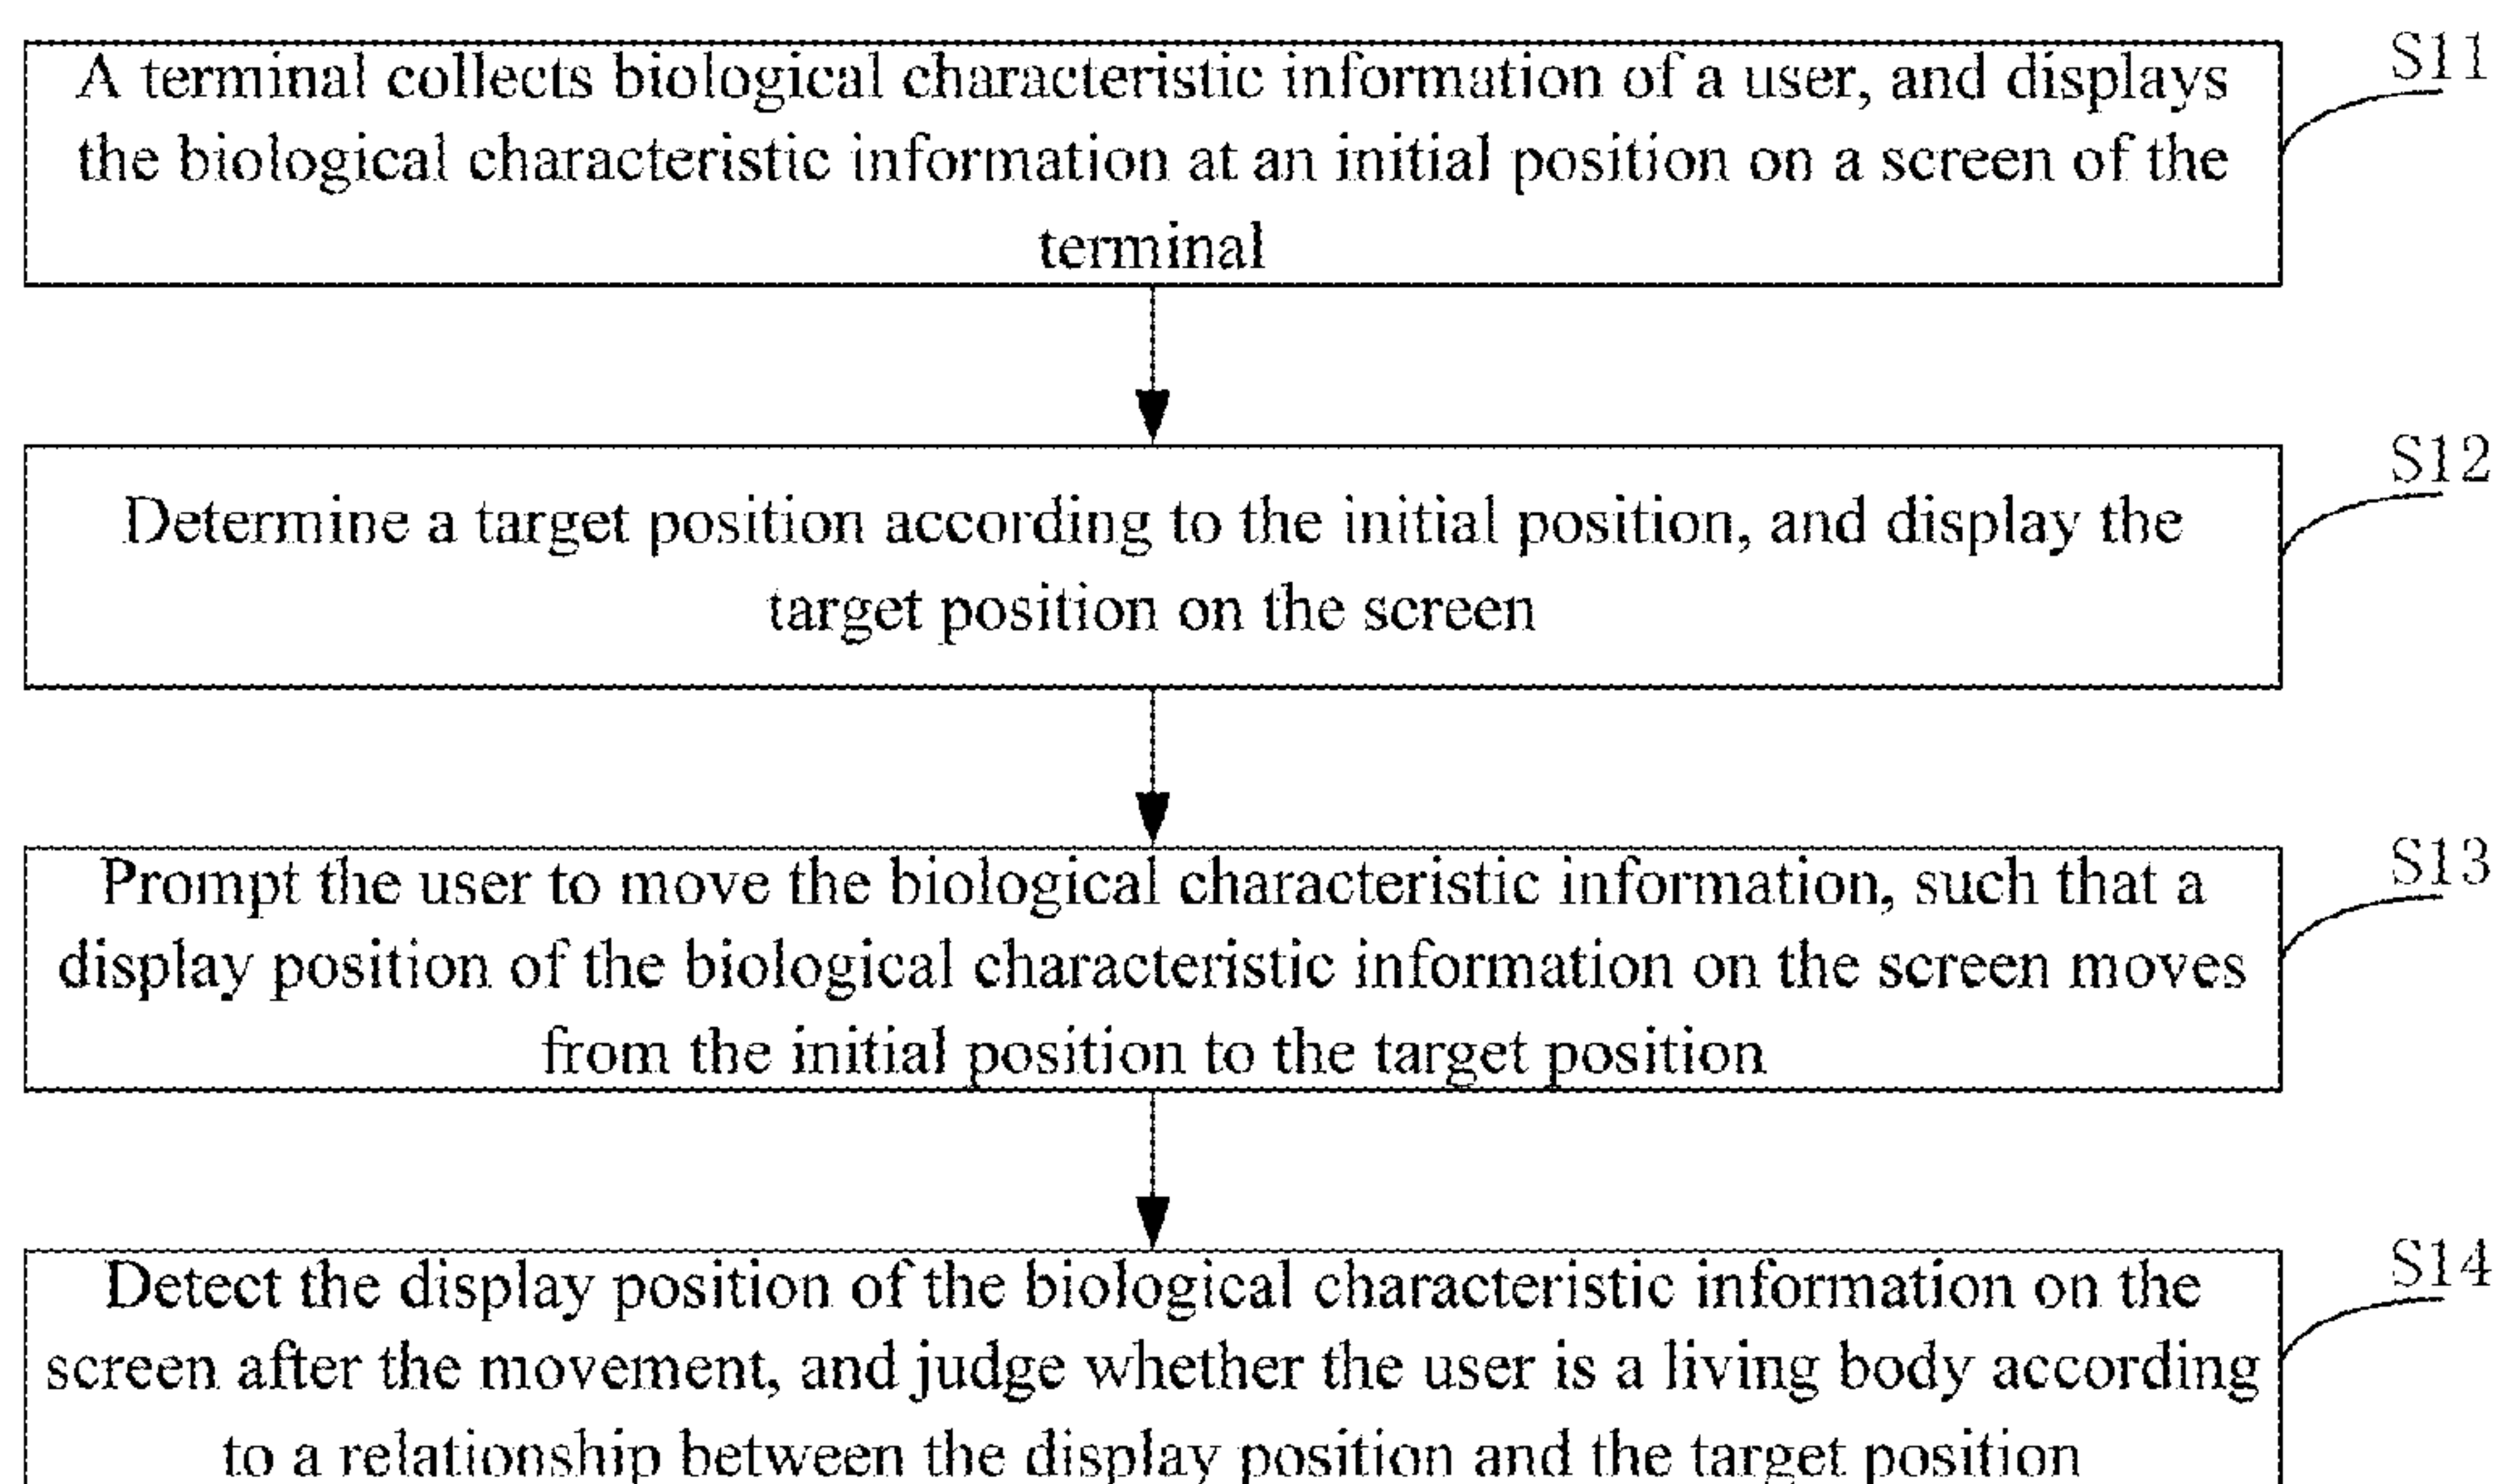 S11
A terminal collects biological characteristic information of a user, and displays
the biological characteristic information at an initial position on a screen of the
terminal
S12
Determine a target position according to the initial position, and display the
target position on the screen
S13
Prompt the user to move the biological characteristic information, such that a
display position of the biological characteristic information on the screen moves
from the initial position to the target position
S14
Detect the display position of the biological characteristic information on the
screen after the movement, and judge whether the user is a living body according
to a relationship between the display position and the target position